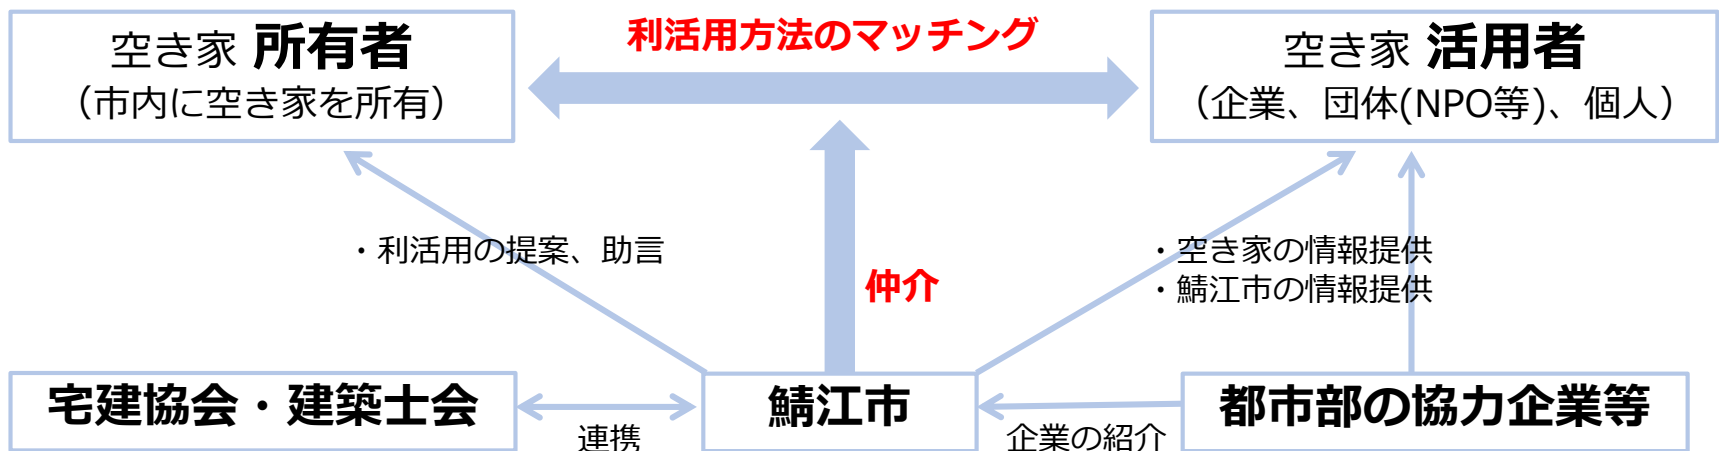 空き家 所有者
（市内に空き家を所有）
利活用方法のマッチング
空き家 活用者
（企業、団体(NPO等)、個人）
・利活用の提案、助言
仲介
・空き家の情報提供
・鯖江市の情報提供
宅建協会・建築士会
連携
鯖江市
企業の紹介
都市部の協力企業等